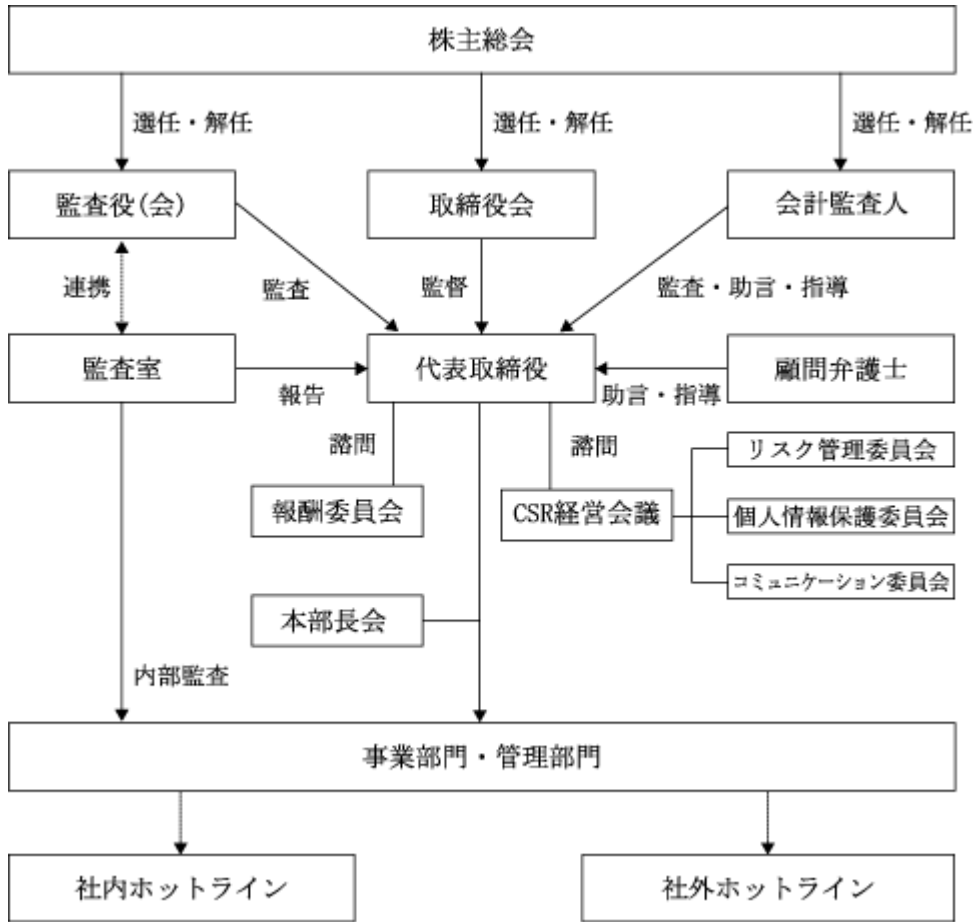 株主総会
選任・解任
選任・解任
選任・解任
監査役(会)
取締役会
会計監査人
連携
監査
監督
監査・助言・指導
監査室
代表取締役
顧問弁護士
報告
助言・指導
諮問
諮問
リスク管理委員会
報酬委員会
CSR経営会議
個人情報保護委員会
コミュニケーション委員会
本部長会
内部監査
事業部門・管理部門
社内ホットライン
社外ホットライン